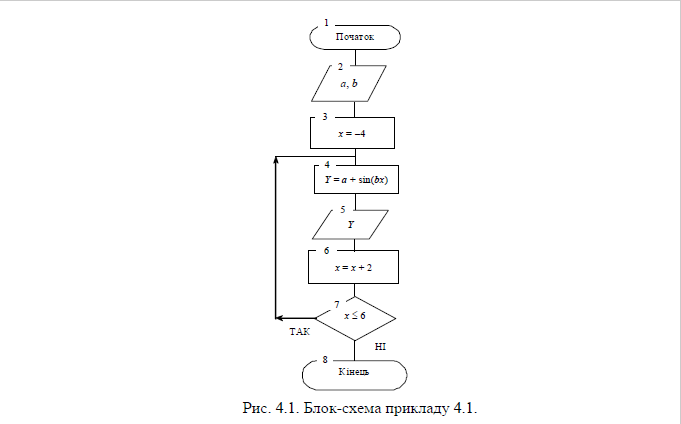 1
Початок
2
a, b
3
x = –4
4
Y = a + sin(bx)
5
Y
6
x = x + 2
7
x ≤ 6
ТАК
НІ
8
Кінець
Рис. 4.1. Блок-схема прикладу 4.1.